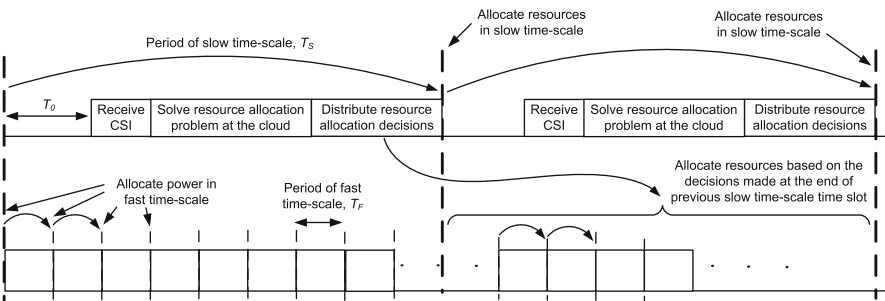 Allocate resources
in slow time-scale
Allocate resources
in slow time-scale
Period of slow time-scale, TS
T0
Receive
CSI
Solve resource allocation
problem at the cloud
Distribute resource
allocation decisions
Receive
CSI
Solve resource allocation
problem at the cloud
Distribute resource
allocation decisions
Allocate power in
fast time-scale
Period of fast
time-scale, TF
Allocate resources based on the
decisions made at the end of
previous slow time-scale time slot